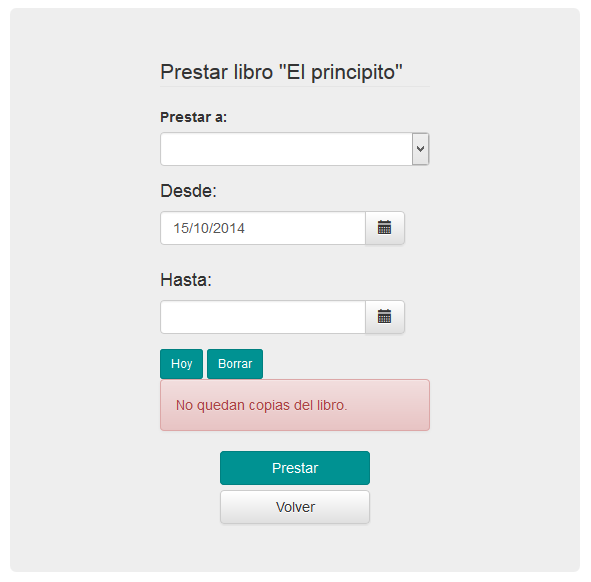 Prestar libro "El principito"
Prestar a:
Desde:
15/10/2014
Hasta:
Hoy Borrar
No quedan copias del libro.
Prestar
Volver